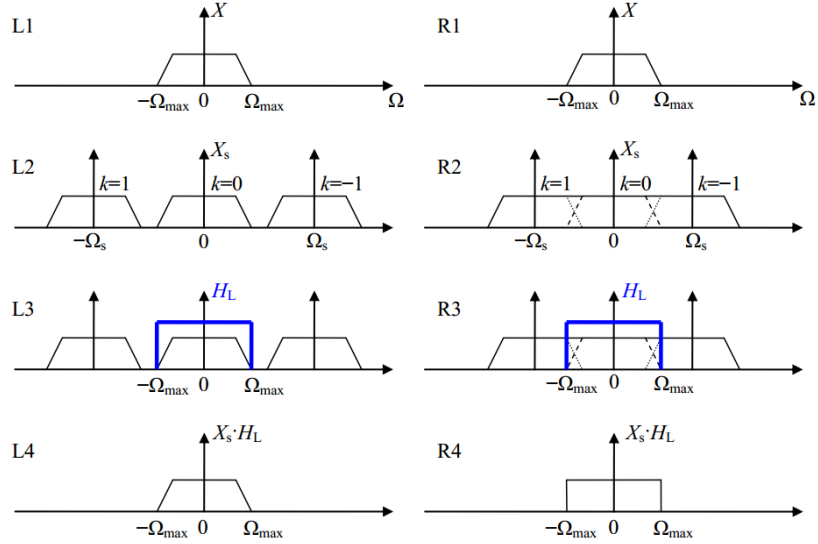 L1 X R1 X
−Ωmax 0 Ωmax Ω −Ωmax 0 Ωmax Ω
L2 Xs R2 Xs
k=1 k=0 k=−1 k=1 k=0 k=−1
−Ωs 0 Ωs −Ωs 0 Ωs
L3 HL R3 HL
−Ωmax 0 Ωmax −Ωmax 0 Ωmax
L4 Xs·HL R4 Xs·HL
−Ωmax 0 Ωmax −Ωmax 0 Ωmax